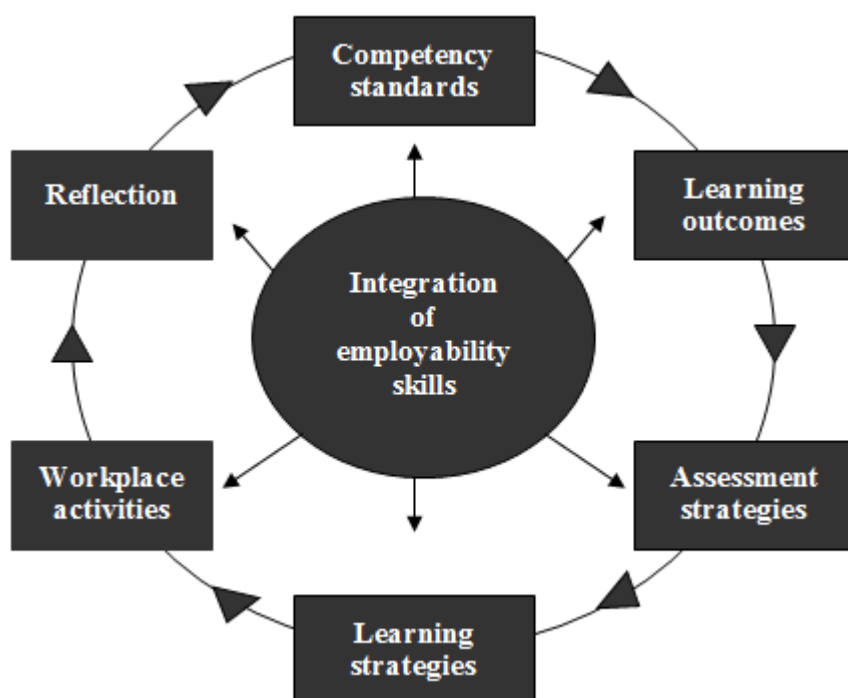 Competency
standards
Reflection
Learning
outcomes
Integration
of
employability
skills
Workplace
activities
Assessment
strategies
Learning
strategies